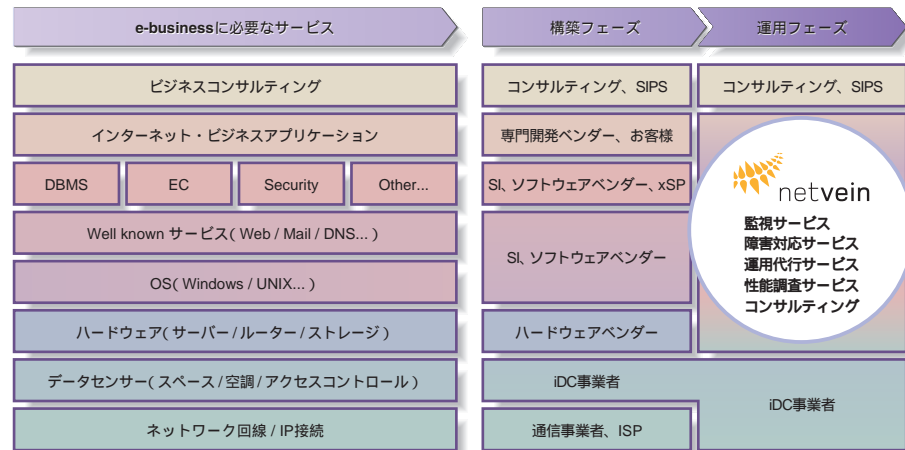 e-businessに必要なサービス
構築フェーズ
運用フェーズ
ビジネスコンサルティング
コンサルティング、SIPS
コンサルティング、SIPS
インターネット・ビジネスアプリケーション
専門開発ベンダー、お客様
DBMS
EC
Security
Other...
SI、ソフトウェアベンダー、xSP
Well known サービス( Web / Mail / DNS... )
OS( Windows / UNIX... )
SI、ソフトウェアベンダー
netvein
監視サービス
障害対応サービス
運用代行サービス
性能調査サービス
コンサルティング
ハードウェア( サーバー / ルーター / ストレージ )
ハードウェアベンダー
データセンサー( スペース / 空調 / アクセスコントロール )
iDC事業者
iDC事業者
ネットワーク回線 / IP接続
通信事業者、ISP